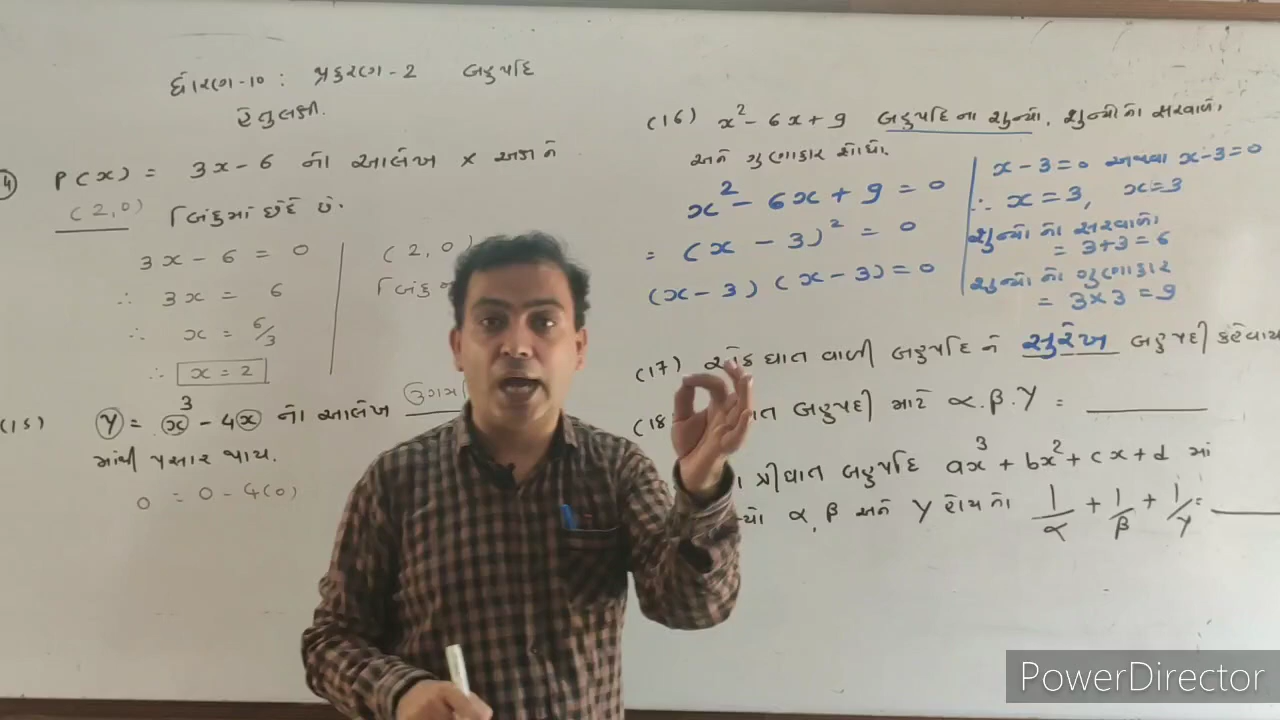 ધોરણ-10 : પ્રકરણ-2 બહુપદિ
હેતુલક્ષી.
P(x) = 3x-6 નો આલેખ x અક્ષને
(2,0) બિંદુમાં છેદે છે.
3x - 6 = 0
∴ 3x = 6
∴ x = 6/3
∴ x = 2
(2,0)
(15) y = x³ - 4x નો આલેખ
માંથી પસાર થાય.
0 = 0 - 4(0)
(16) x² - 6x + 9 બહુપદિના શુન્યો, શુન્યોનો સરવાળો,
અને ગુણાકાર શોધો.
x² - 6x + 9 = 0
= (x - 3)² = 0
(x - 3) (x - 3) = 0
x - 3 = 0 અથવા x - 3 = 0
∴ x = 3, x = 3
શુન્યોનો સરવાળો
= 3+3 = 6
શુન્યોનો ગુણાકાર
= 3×3 = 9
(17) એક ઘાત વાળી બહુપદિને સુરેખ બહુપદી કહેવાય
(18 ત બહુપદી માટે α.β.γ =
ત્રીઘાત બહુપદિ ax³ + bx² + cx + d માં
યો α, β અને γ હોય તો 1/α + 1/β + 1/γ =
PowerDirector